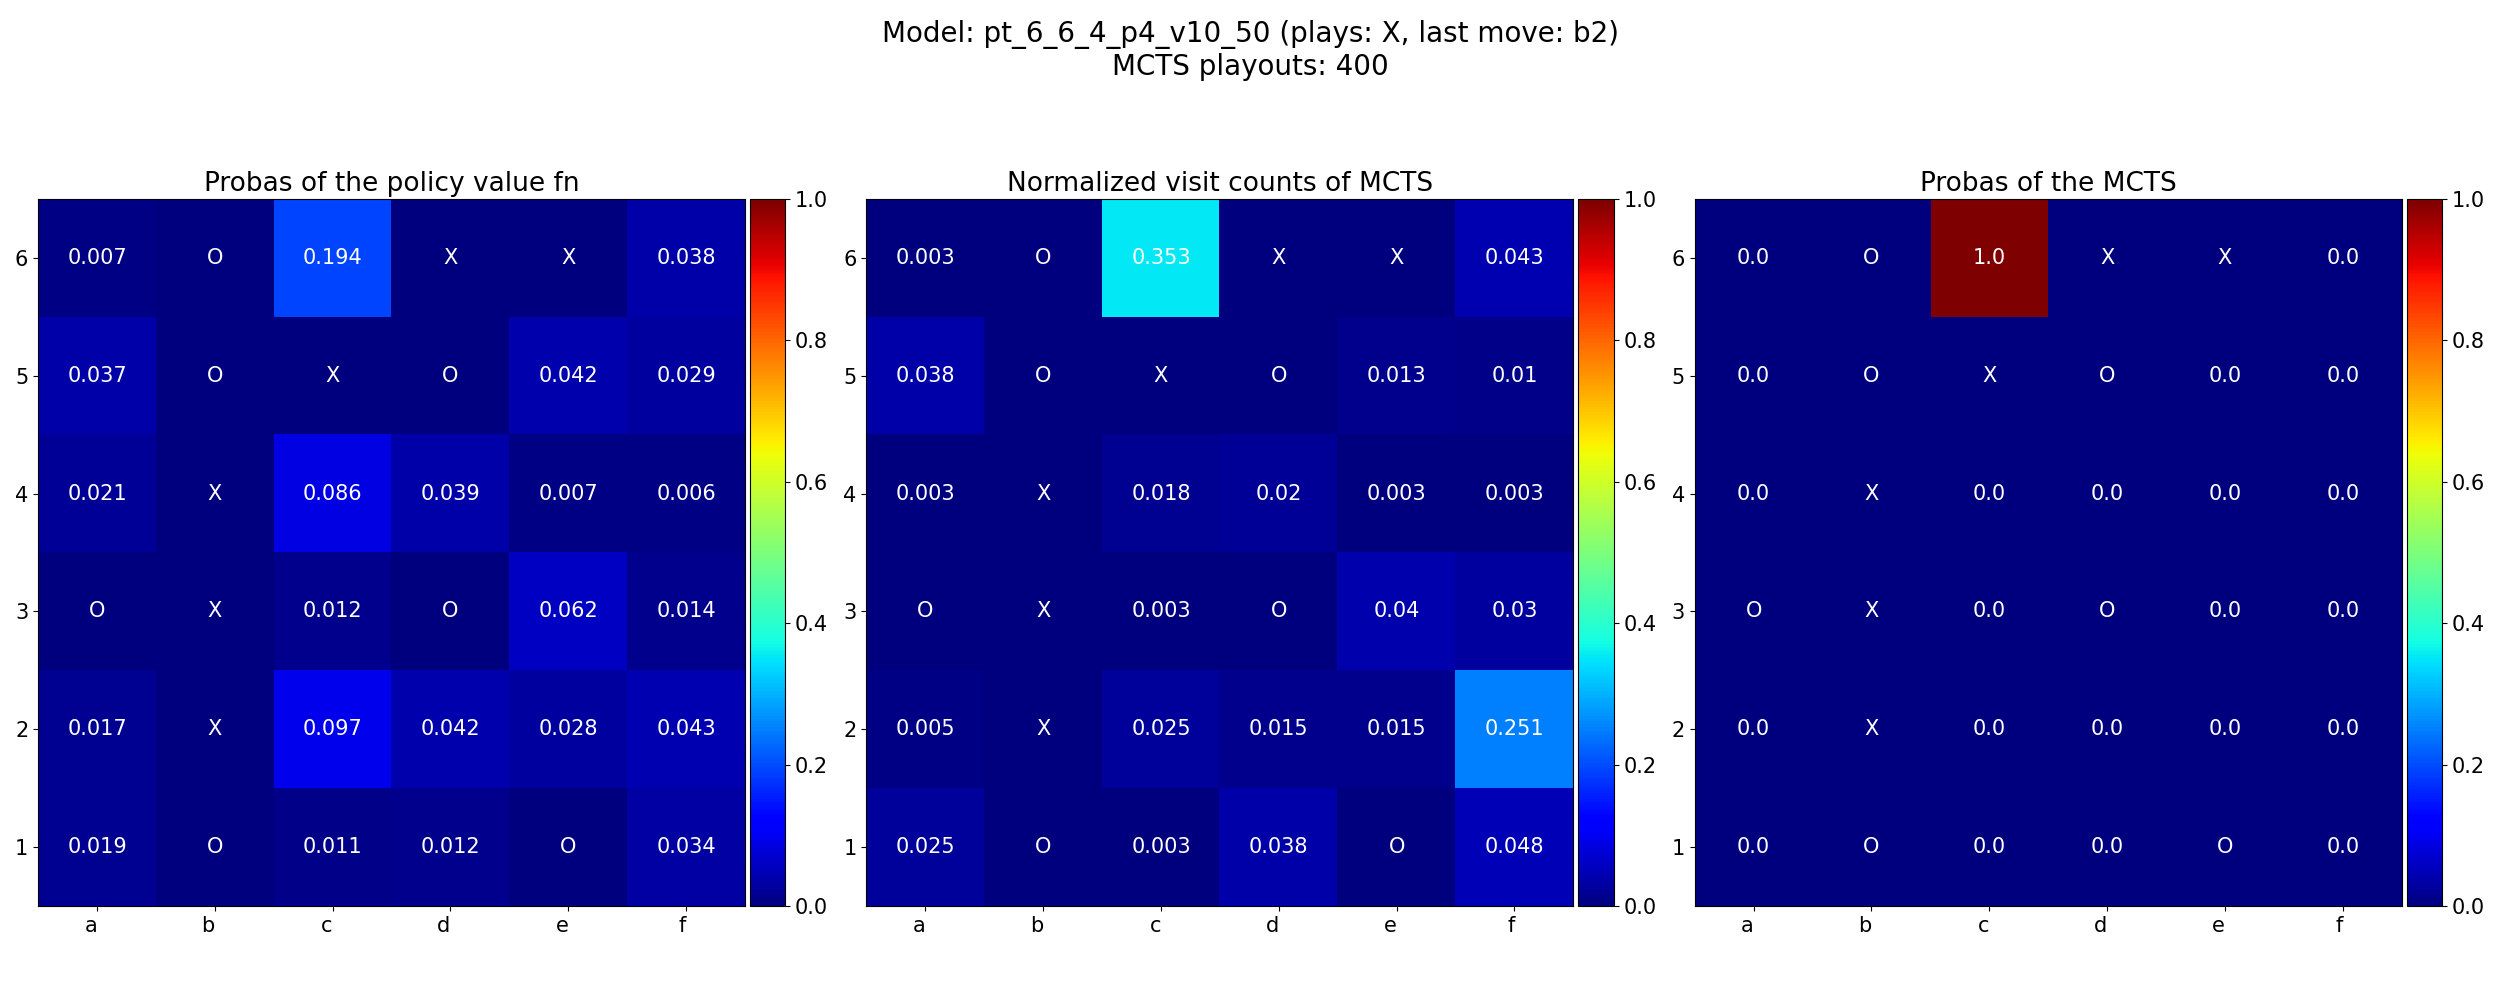 Model: pt_6_6_4_p4_v10_50 (plays: X, last move: b2)
MCTS playouts: 400
Probas of the policy value fn
6 0.007 O 0.194 X X 0.038
5 0.037 O X O 0.042 0.029
4 0.021 X 0.086 0.039 0.007 0.006
3 O X 0.012 O 0.062 0.014
2 0.017 X 0.097 0.042 0.028 0.043
1 0.019 O 0.011 0.012 O 0.034
a b c d e f
1.0
0.8
0.6
0.4
0.2
0.0
Normalized visit counts of MCTS
6 0.003 O 0.353 X X 0.043
5 0.038 O X O 0.013 0.01
4 0.003 X 0.018 0.02 0.003 0.003
3 O X 0.003 O 0.04 0.03
2 0.005 X 0.025 0.015 0.015 0.251
1 0.025 O 0.003 0.038 O 0.048
a b c d e f
1.0
0.8
0.6
0.4
0.2
0.0
Probas of the MCTS
6 0.0 O 1.0 X X 0.0
5 0.0 O X O 0.0 0.0
4 0.0 X 0.0 0.0 0.0 0.0
3 O X 0.0 O 0.0 0.0
2 0.0 X 0.0 0.0 0.0 0.0
1 0.0 O 0.0 0.0 O 0.0
a b c d e f
1.0
0.8
0.6
0.4
0.2
0.0